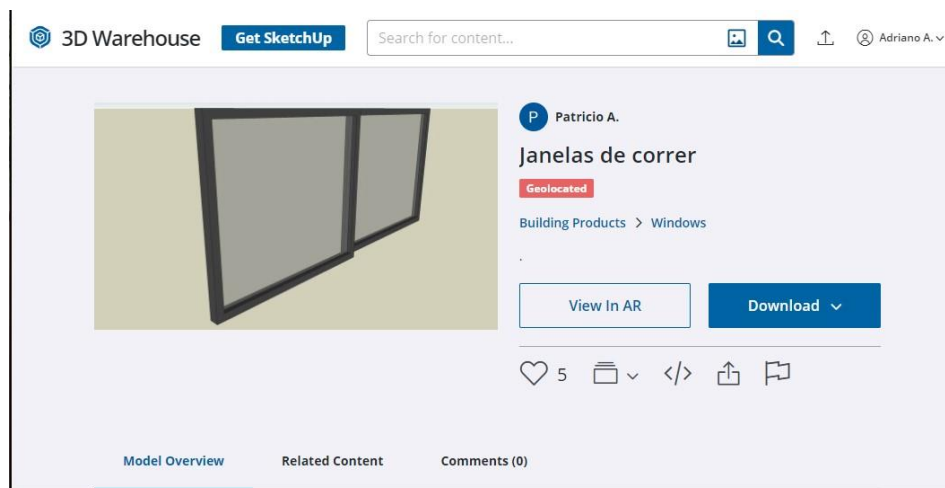 3D Warehouse Get SketchUp Search for content... Adriano A.
P Patricio A.
Janelas de correr
Geolocated
Building Products > Windows
.
View In AR Download
5 </>
Model Overview Related Content Comments (0)